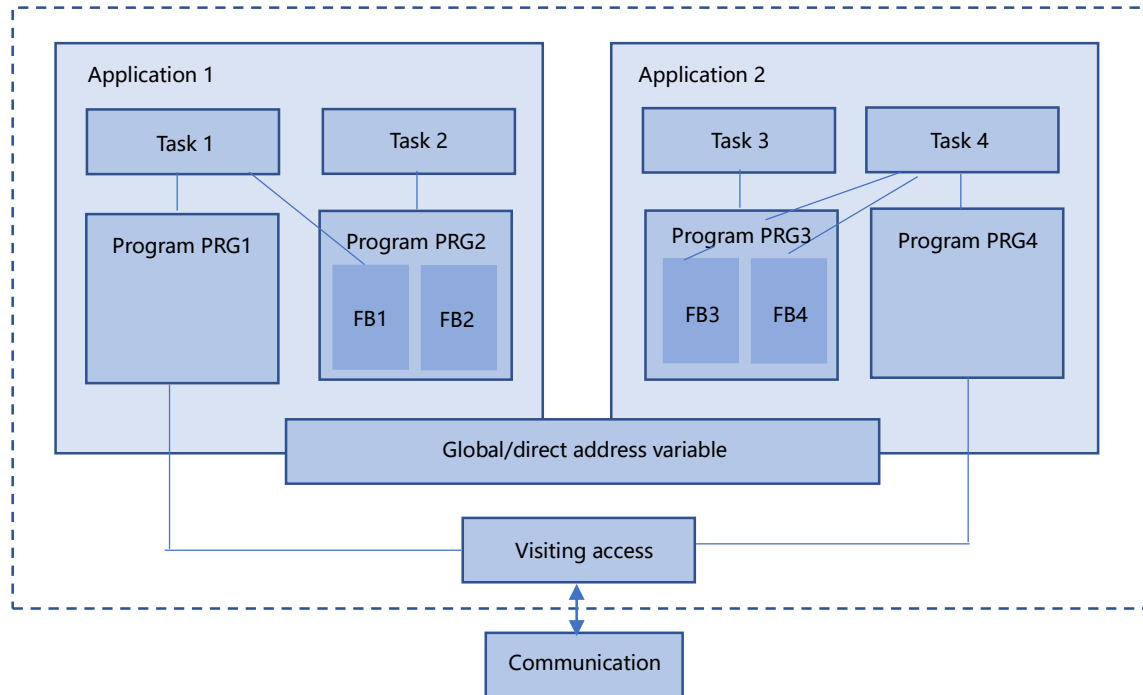 Application 1
Application 2
Task 1
Task 2
Task 3
Task 4
Program PRG1
Program PRG2
Program PRG3
Program PRG4
FB1
FB2
FB3
FB4
Global/direct address variable
Visiting access
Communication